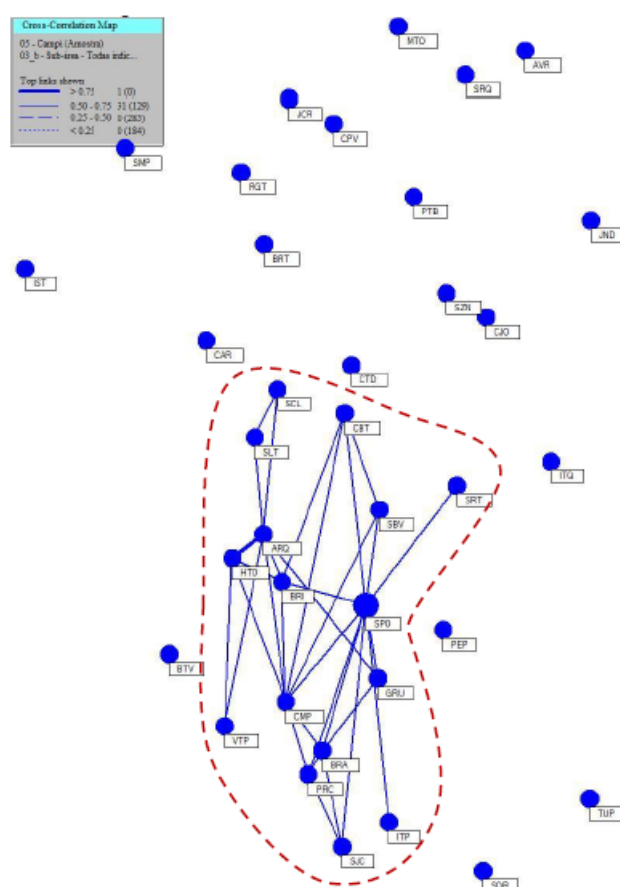 Cross-Correlation Map
05 - Campi (Amostra)
03_b - Sub-area - Todas indic...
Top links shown
> 0.75 1 (0)
0.50 - 0.75 31 (129)
0.25 - 0.50 0 (263)
< 0.25 0 (184)
MTO
AVR
SRQ
JCR
CPV
SMP
RGT
PTB
JND
BRT
IST
SZN
CJO
CAR
CTD
SCL
CBT
SLT
ITQ
SRT
SBV
ARQ
HTO
BRI
SPO
PEP
BTV
GRU
CMP
VTP
BRA
PRC
TUP
ITP
SJC